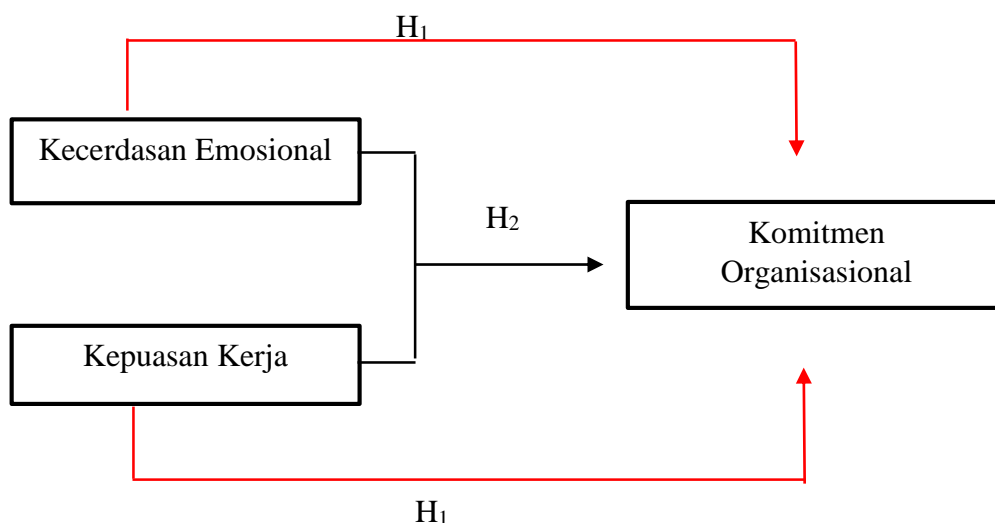 H₁
Kecerdasan Emosional
H₂
Komitmen
Organisasional
Kepuasan Kerja
H₁